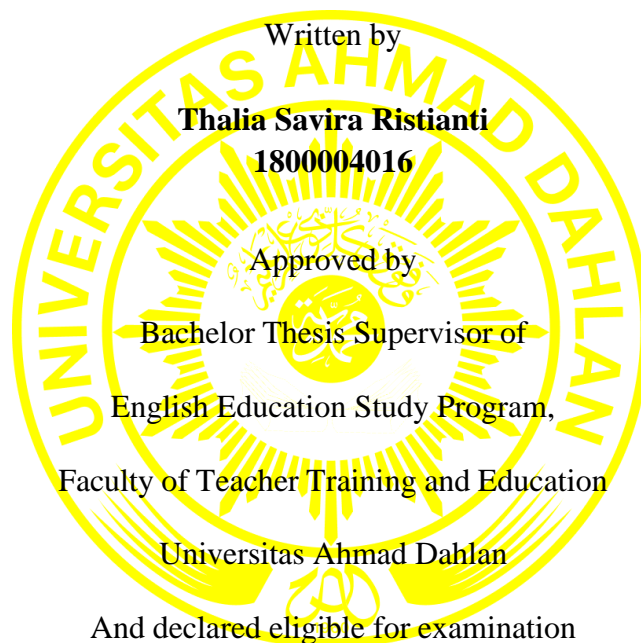 Written by
Thalia Savira Ristianti
1800004016
Approved by
Bachelor Thesis Supervisor of
English Education Study Program,
Faculty of Teacher Training and Education
Universitas Ahmad Dahlan
And declared eligible for examination
UNIVERSITAS AHMAD DAHLAN